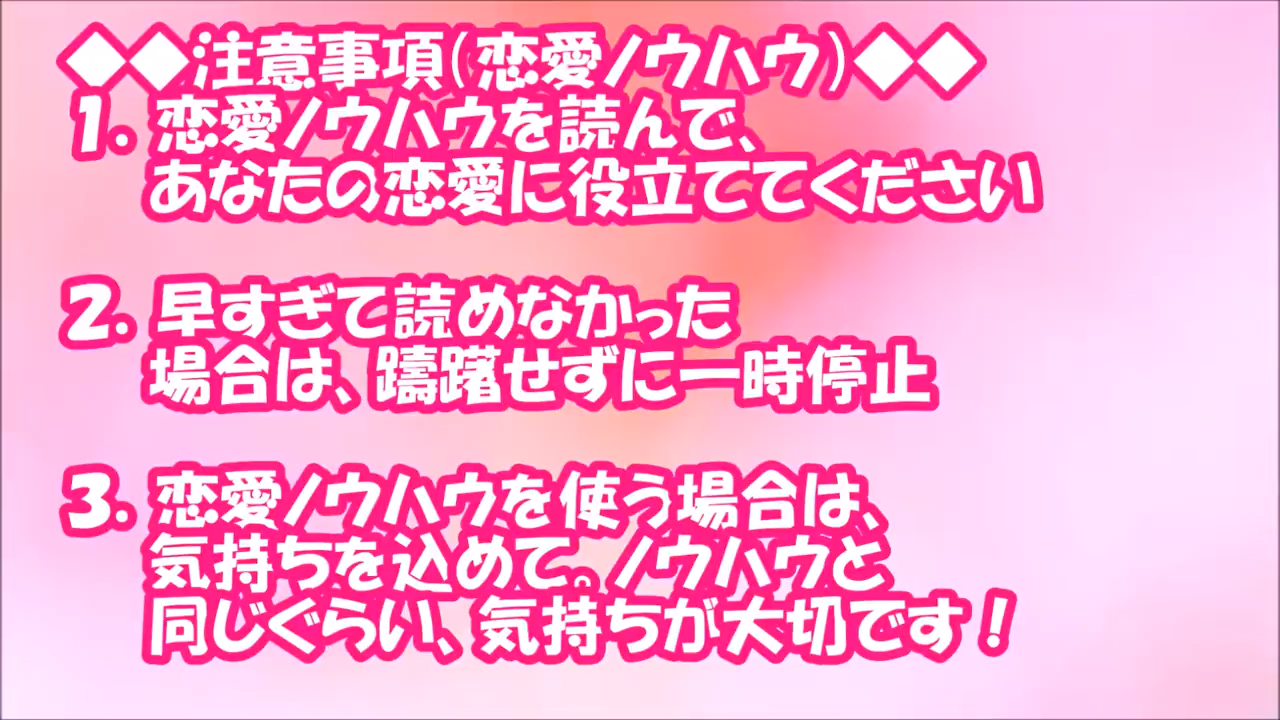 ◆◆注意事項(恋愛ノウハウ)◆◆
1. 恋愛ノウハウを読んで、
あなたの恋愛に役立ててください
2. 早すぎて読めなかった
場合は、躊躇せずに一時停止
3. 恋愛ノウハウを使う場合は、
気持ちを込めて。ノウハウと
同じぐらい、気持ちが大切です！